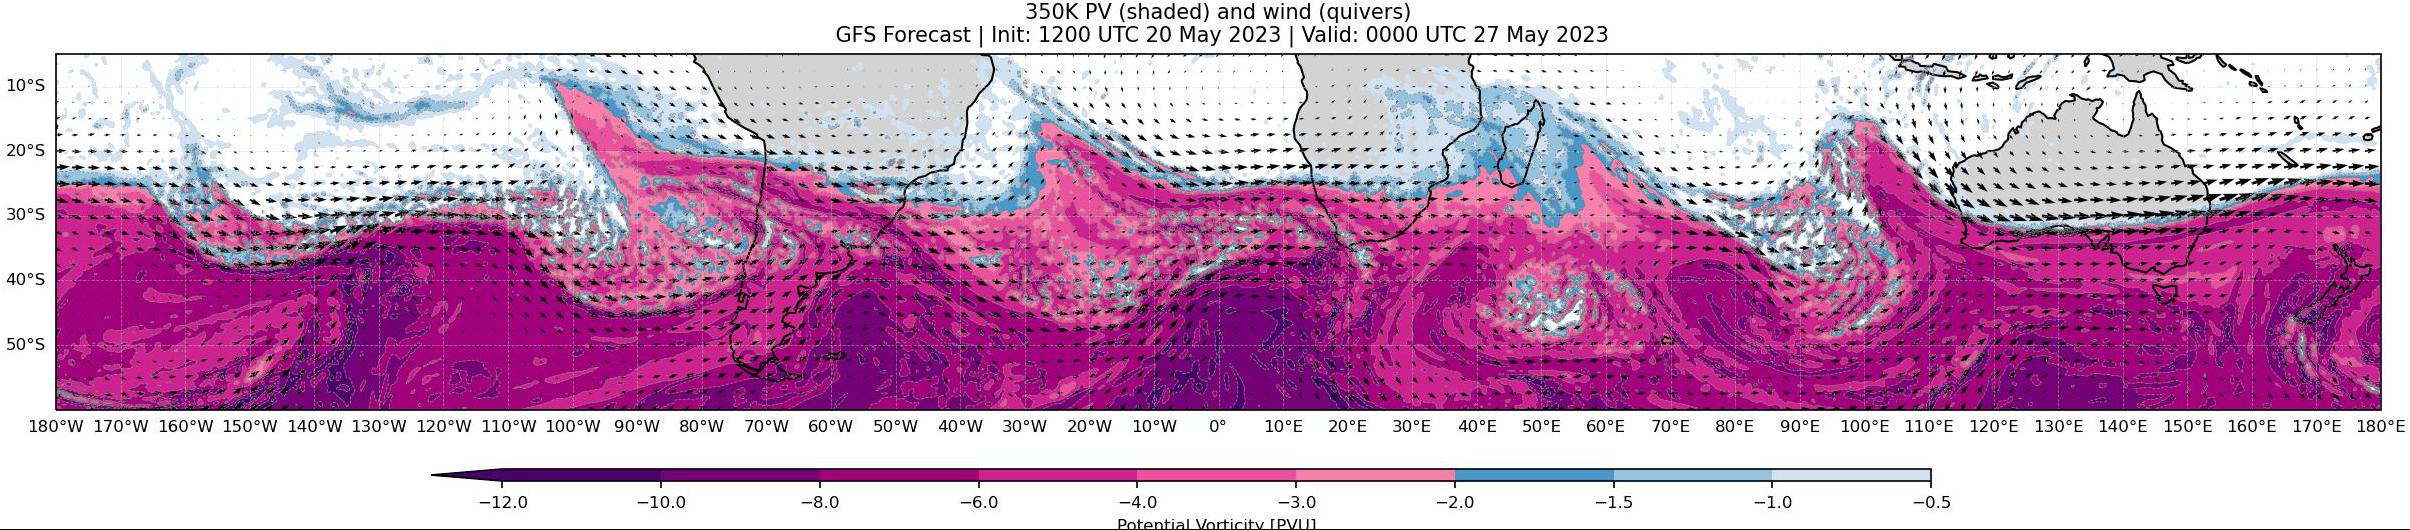 350K PV (shaded) and wind (quivers)
GFS Forecast | Init: 1200 UTC 20 May 2023 | Valid: 0000 UTC 27 May 2023
10°S
20°S
30°S
40°S
50°S
180°W 170°W 160°W 150°W 140°W 130°W 120°W 110°W 100°W 90°W 80°W 70°W 60°W 50°W 40°W 30°W 20°W 10°W 0° 10°E 20°E 30°E 40°E 50°E 60°E 70°E 80°E 90°E 100°E 110°E 120°E 130°E 140°E 150°E 160°E 170°E 180°E
−12.0 −10.0 −8.0 −6.0 −4.0 −3.0 −2.0 −1.5 −1.0 −0.5
Potential Vorticity [PVU]